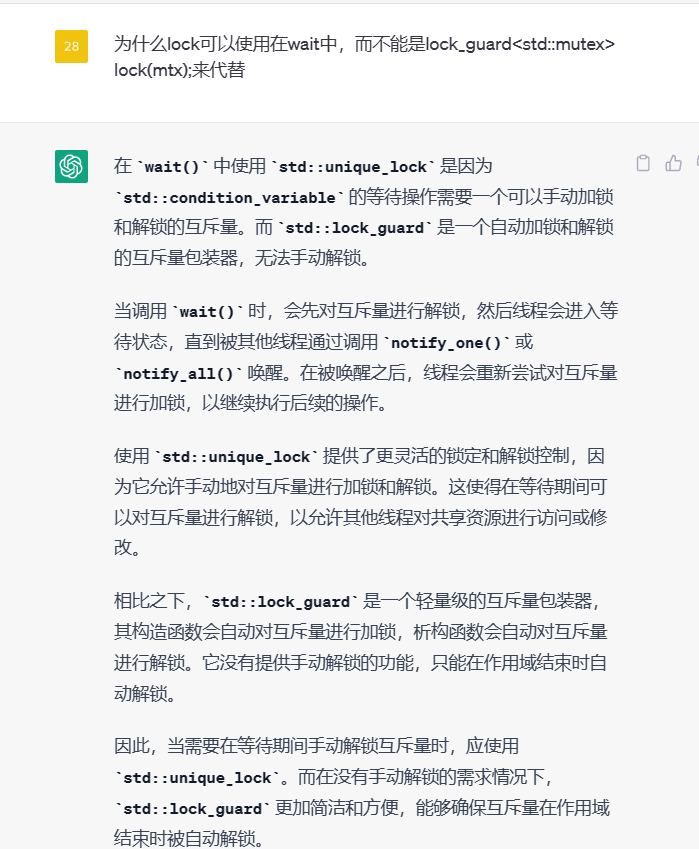 28
为什么lock可以使用在wait中，而不能是lock_guard<std::mutex>
lock(mtx);来代替
在 `wait()` 中使用 `std::unique_lock` 是因为
`std::condition_variable` 的等待操作需要一个可以手动加锁
和解锁的互斥量。而 `std::lock_guard` 是一个自动加锁和解锁
的互斥量包装器，无法手动解锁。
当调用 `wait()` 时，会先对互斥量进行解锁，然后线程会进入等
待状态，直到被其他线程通过调用 `notify_one()` 或
`notify_all()` 唤醒。在被唤醒之后，线程会重新尝试对互斥量
进行加锁，以继续执行后续的操作。
使用 `std::unique_lock` 提供了更灵活的锁定和解锁控制，因
为它允许手动地对互斥量进行加锁和解锁。这使得在等待期间可
以对互斥量进行解锁，以允许其他线程对共享资源进行访问或修
改。
相比之下，`std::lock_guard` 是一个轻量级的互斥量包装器，
其构造函数会自动对互斥量进行加锁，析构函数会自动对互斥量
进行解锁。它没有提供手动解锁的功能，只能在作用域结束时自
动解锁。
因此，当需要在等待期间手动解锁互斥量时，应使用
`std::unique_lock`。而在没有手动解锁的需求情况下，
`std::lock_guard` 更加简洁和方便，能够确保互斥量在作用域
结束时被自动解锁。